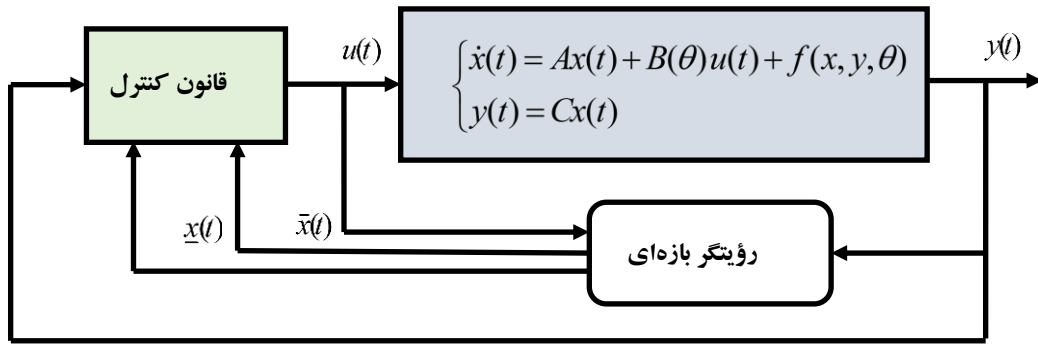 قانون کنترل
u(t)
ẋ(t) = Ax(t) + B(θ)u(t) + f(x, y, θ)
y(t) = Cx(t)
y(t)
x̲(t)
x̄(t)
رؤیتگر بازه‌ای